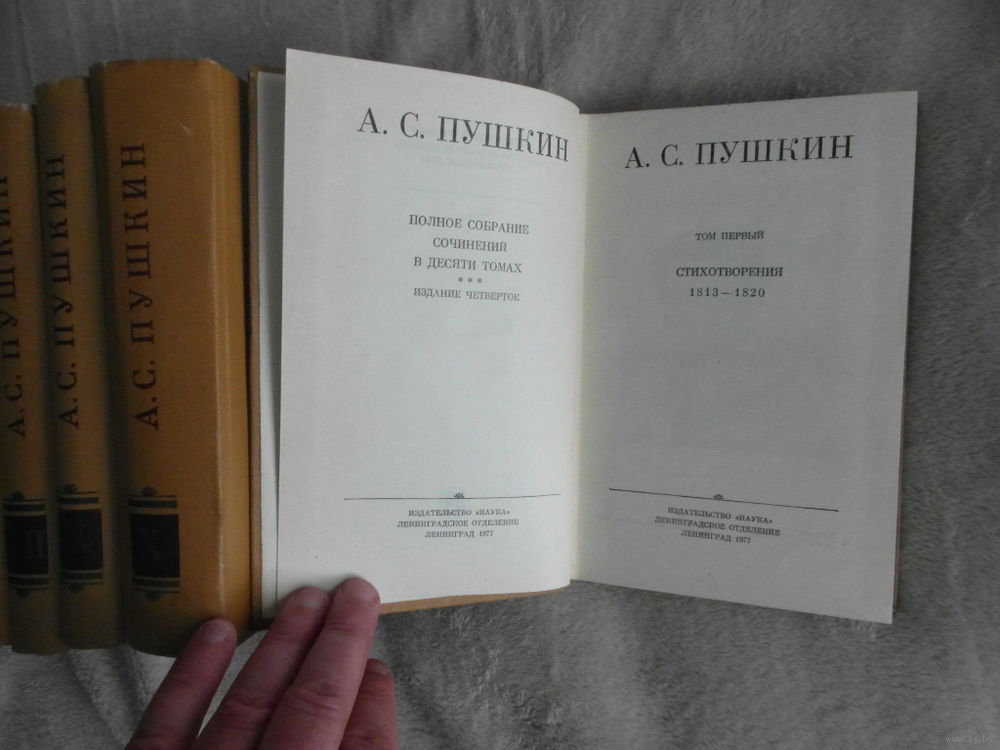 А. С. ПУШКИН
А. С. ПУШКИН
А. С. ПУШКИН
А. С. ПУШКИН
ПОЛНОЕ СОБРАНИЕ
СОЧИНЕНИЙ
В ДЕСЯТИ ТОМАХ
* * *
ИЗДАНИЕ ЧЕТВЕРТОЕ
ИЗДАТЕЛЬСТВО «НАУКА»
ЛЕНИНГРАДСКОЕ ОТДЕЛЕНИЕ
ЛЕНИНГРАД 1977
А. С. ПУШКИН
ТОМ ПЕРВЫЙ
СТИХОТВОРЕНИЯ
1813—1820
ИЗДАТЕЛЬСТВО «НАУКА»
ЛЕНИНГРАДСКОЕ ОТДЕЛЕНИЕ
ЛЕНИНГРАД 1977